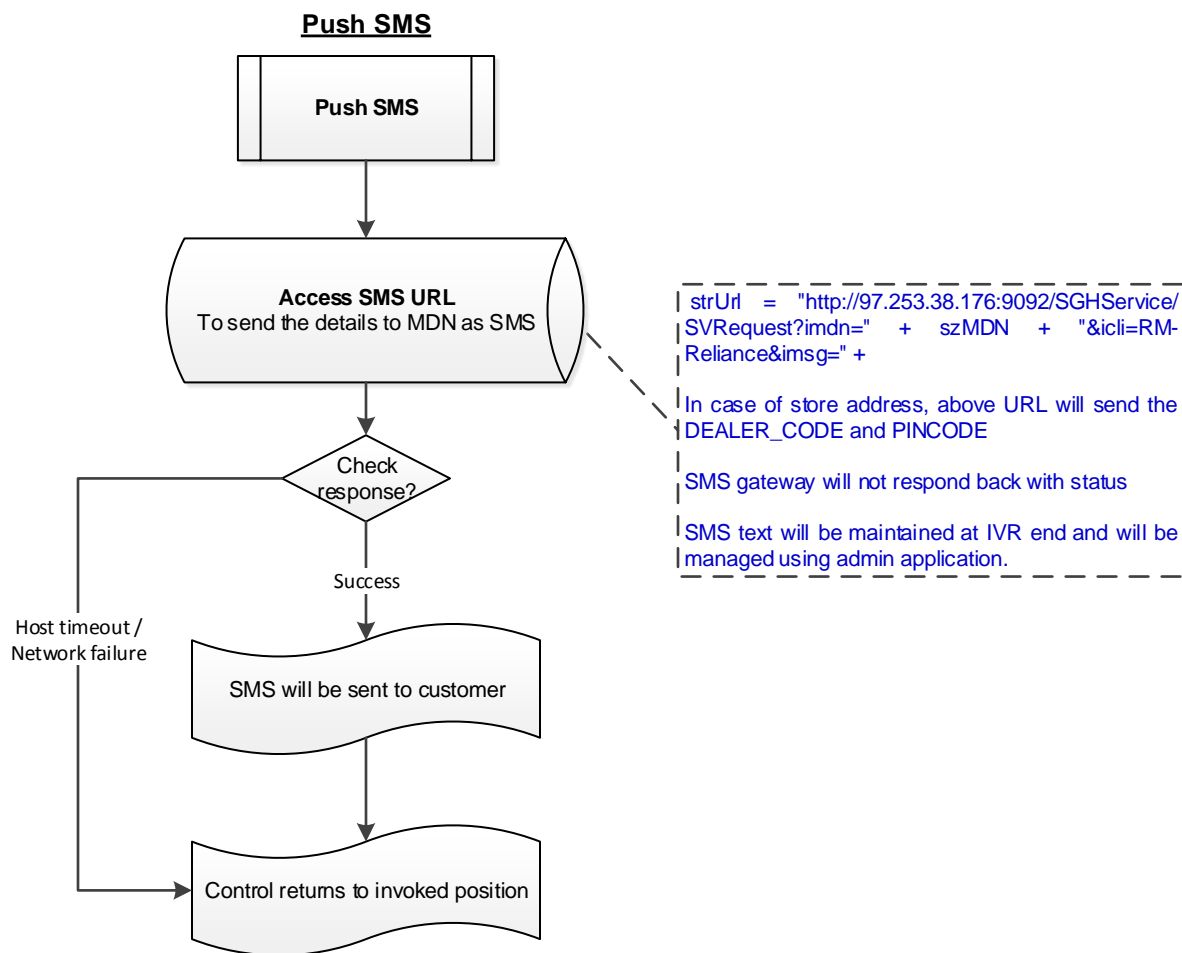 Push SMS
Push SMS
Access SMS URL
To send the details to MDN as SMS
strUrl = "http://97.253.38.176:9092/SGHService/
SVRequest?imdn=" + szMDN + "&icli=RM-
Reliance&imsg=" +
In case of store address, above URL will send the
DEALER_CODE and PINCODE
SMS gateway will not respond back with status
SMS text will be maintained at IVR end and will be
managed using admin application.
Check
response?
Success
Host timeout /
Network failure
SMS will be sent to customer
Control returns to invoked position